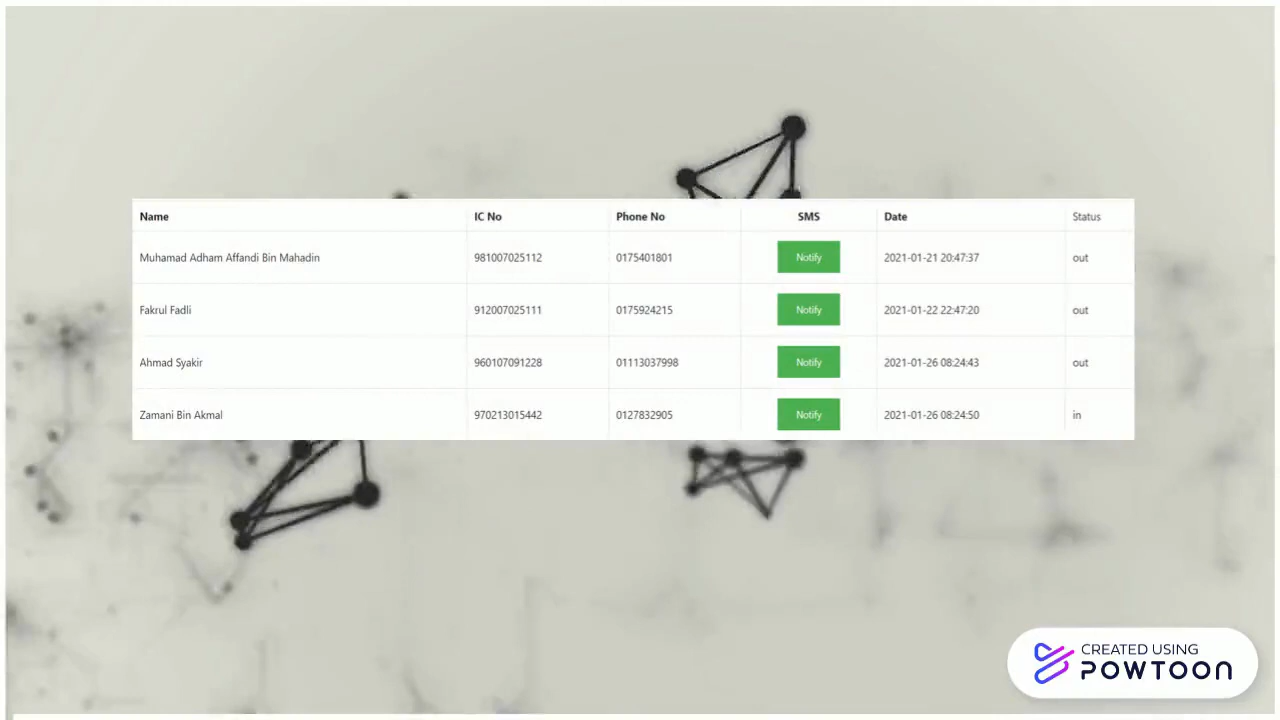 Name IC No Phone No SMS Date Status
Muhamad Adham Affandi Bin Mahadin 981007025112 0175401801 Notify 2021-01-21 20:47:37 out
Fakrul Fadli 912007025111 0175924215 Notify 2021-01-22 22:47:20 out
Ahmad Syakir 960107091228 01113037998 Notify 2021-01-26 08:24:43 out
Zamani Bin Akmal 970213015442 0127832905 Notify 2021-01-26 08:24:50 in
CREATED USING
POWTOON